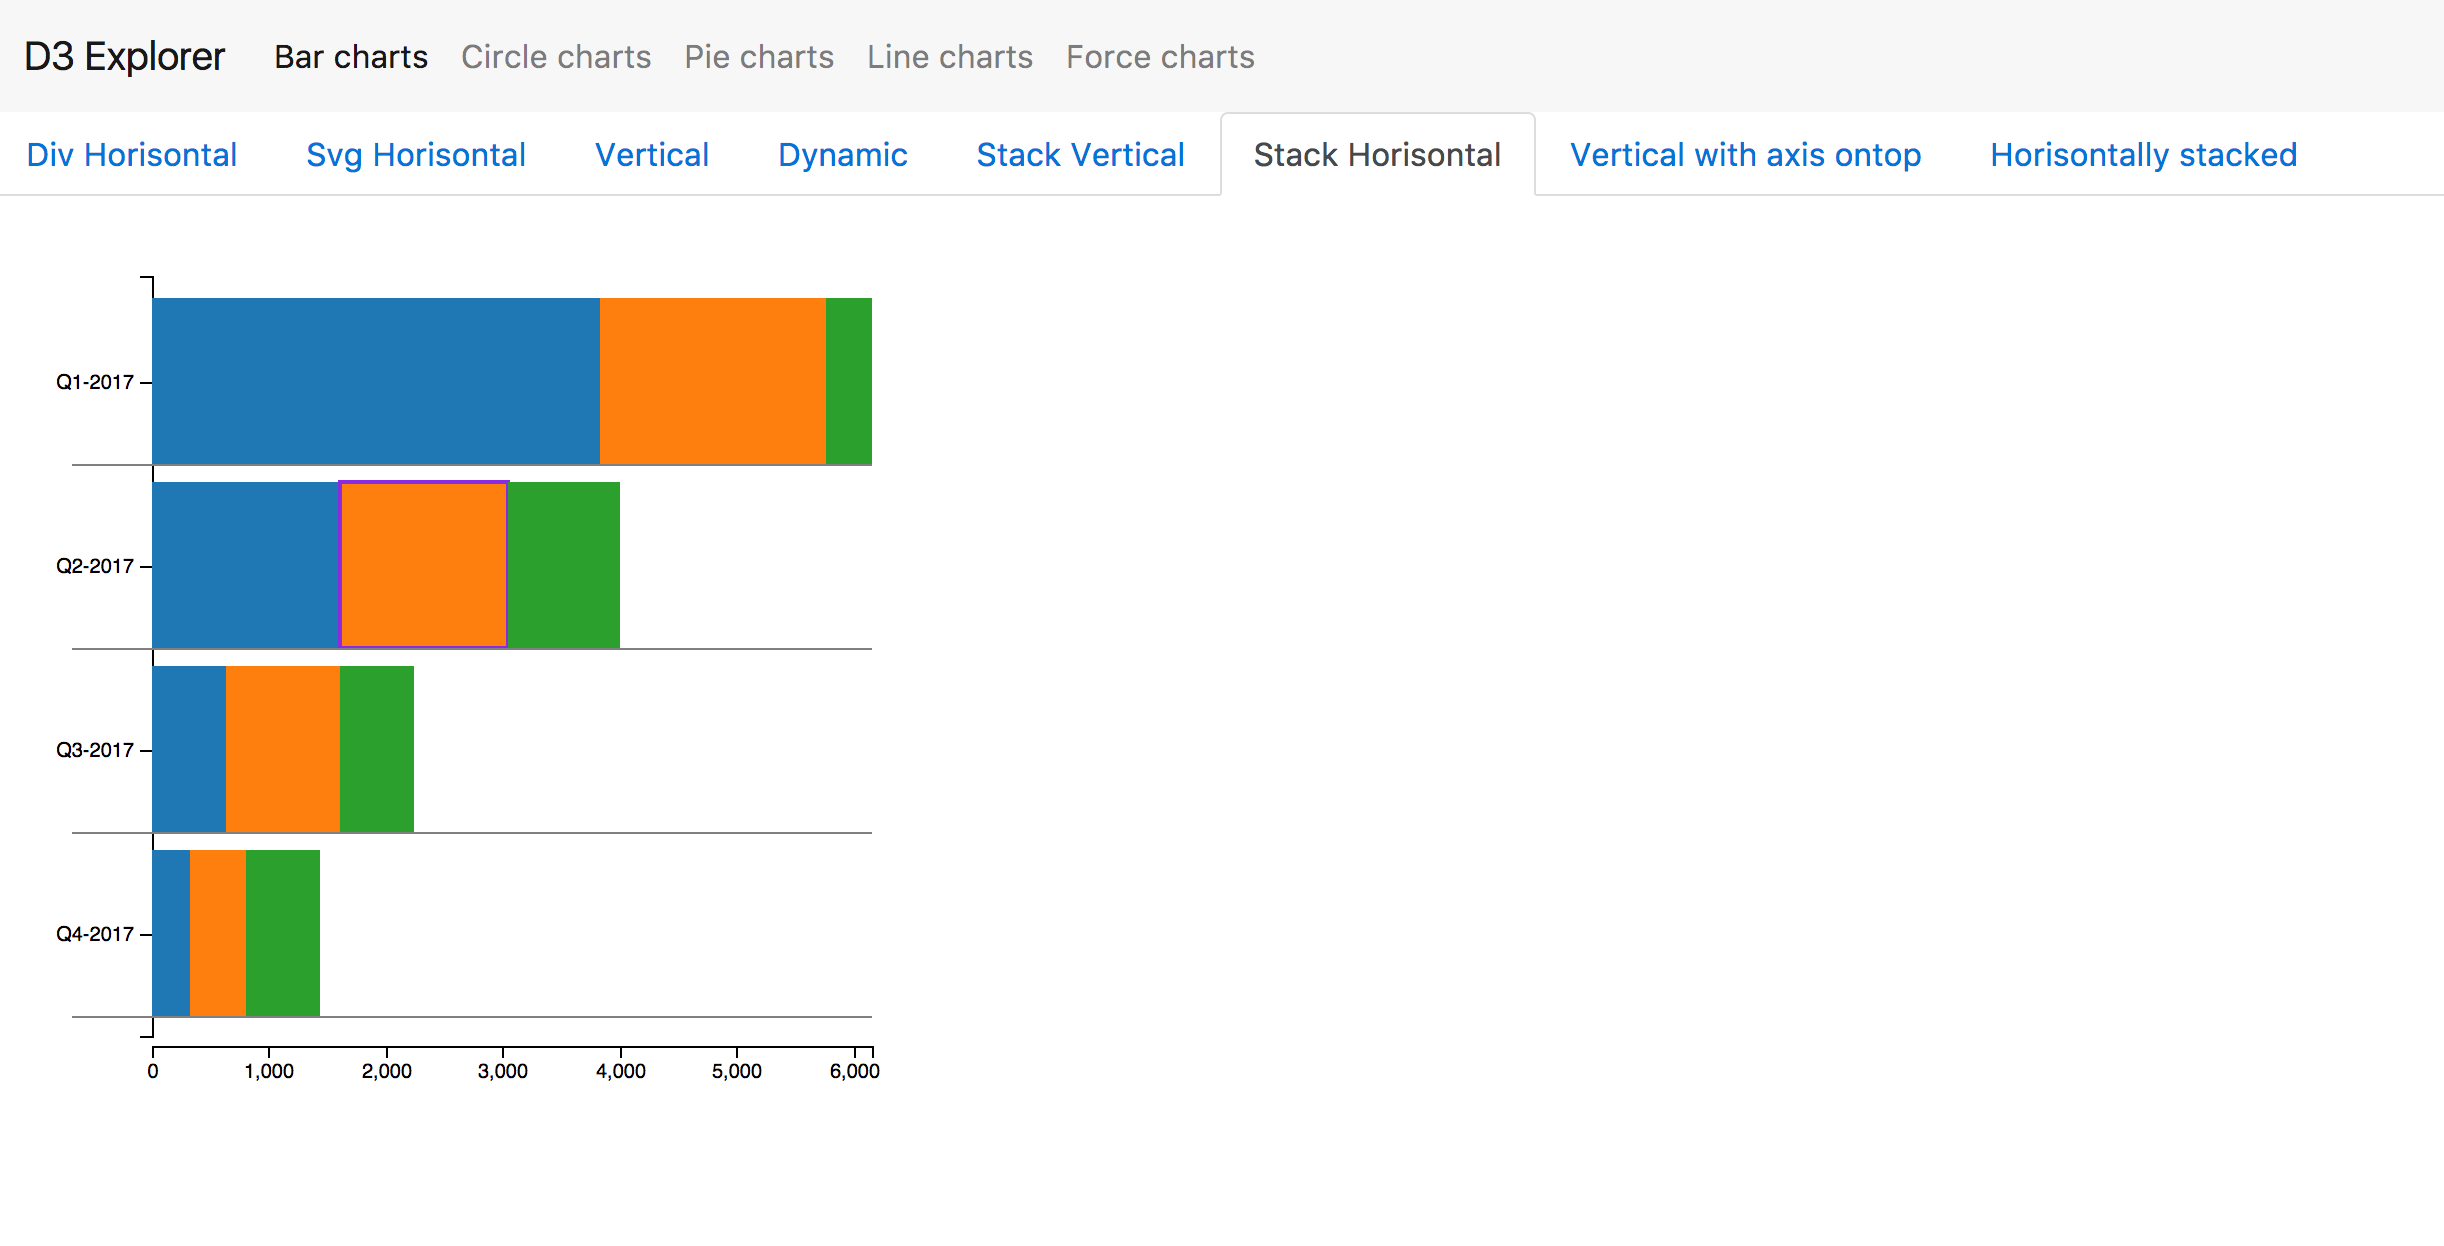 D3 Explorer Bar charts Circle charts Pie charts Line charts Force charts
Div Horisontal Svg Horisontal Vertical Dynamic Stack Vertical Stack Horisontal Vertical with axis ontop Horisontally stacked
Q1-2017
Q2-2017
Q3-2017
Q4-2017
0 1,000 2,000 3,000 4,000 5,000 6,000